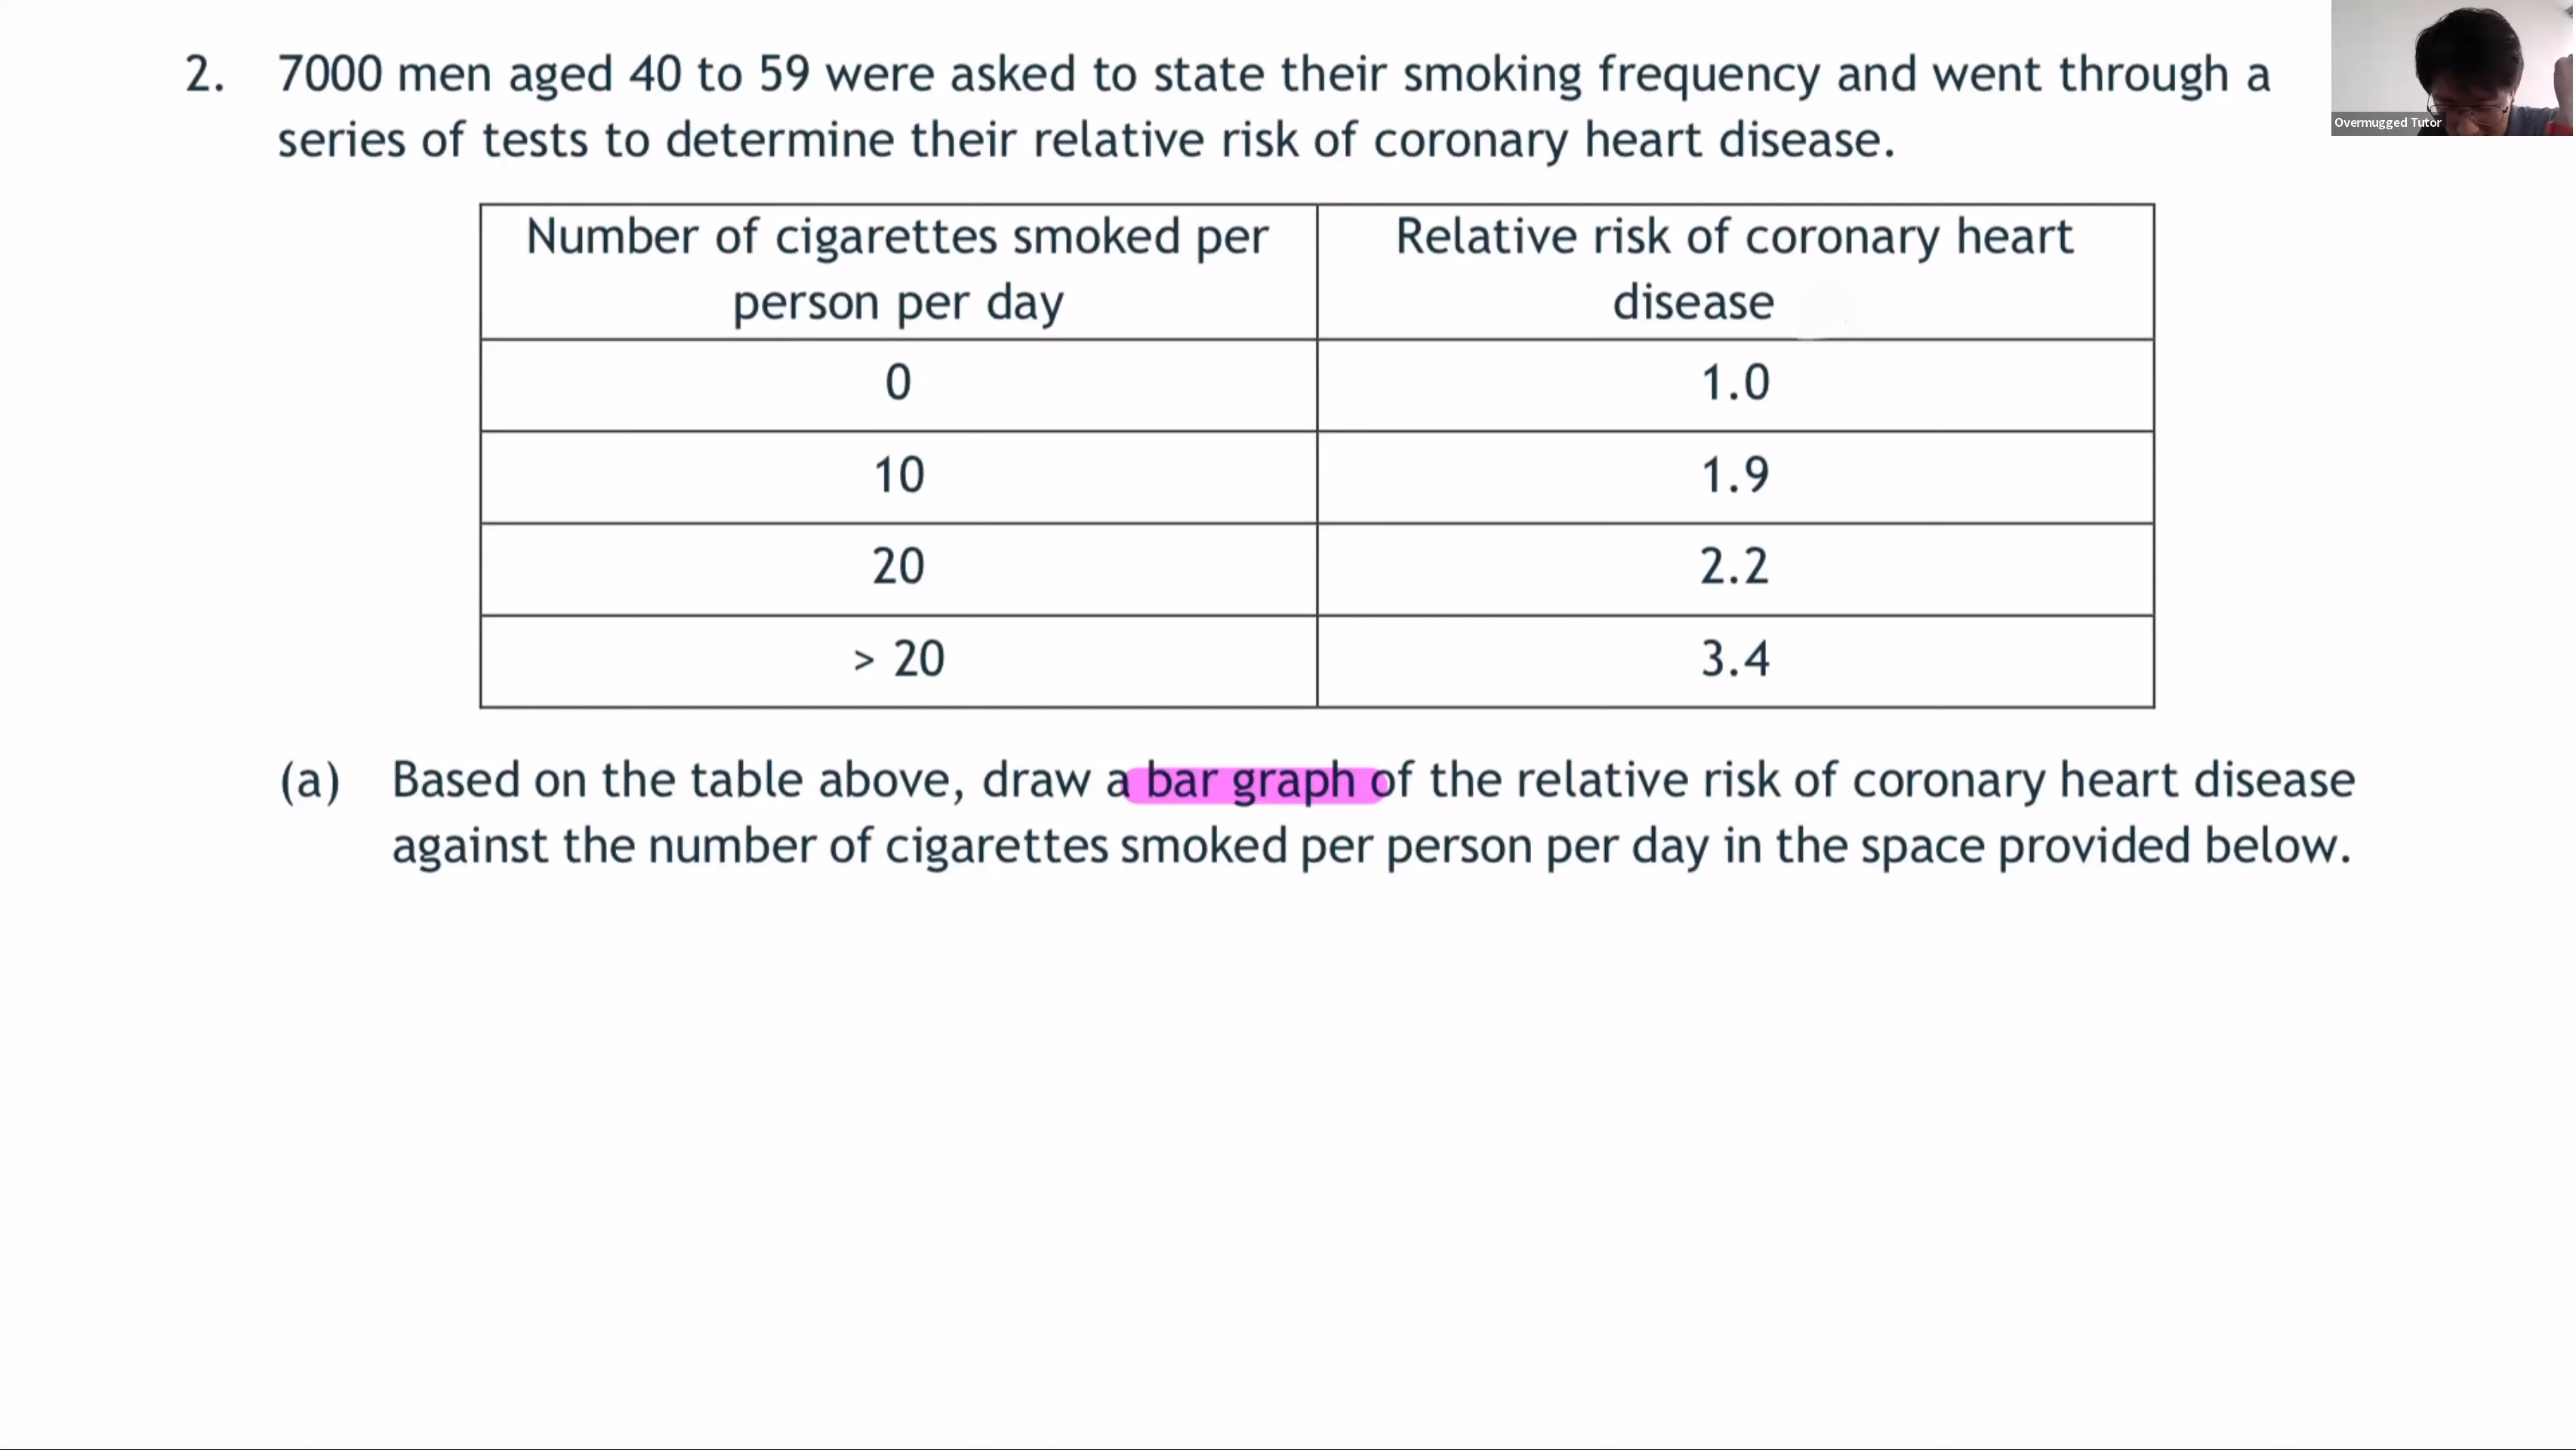 2. 7000 men aged 40 to 59 were asked to state their smoking frequency and went through a
series of tests to determine their relative risk of coronary heart disease.
Overmugged Tutor
Number of cigarettes smoked per
person per day
Relative risk of coronary heart
disease
0
1.0
10
1.9
20
2.2
> 20
3.4
(a) Based on the table above, draw a bar graph of the relative risk of coronary heart disease
against the number of cigarettes smoked per person per day in the space provided below.